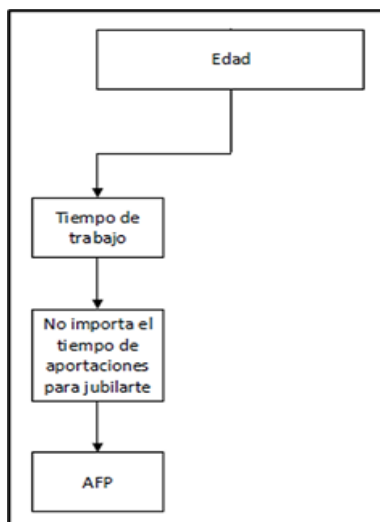 Edad
Tiempo de
trabajo
No importa el
tiempo de
aportaciones
para jubilarte
AFP